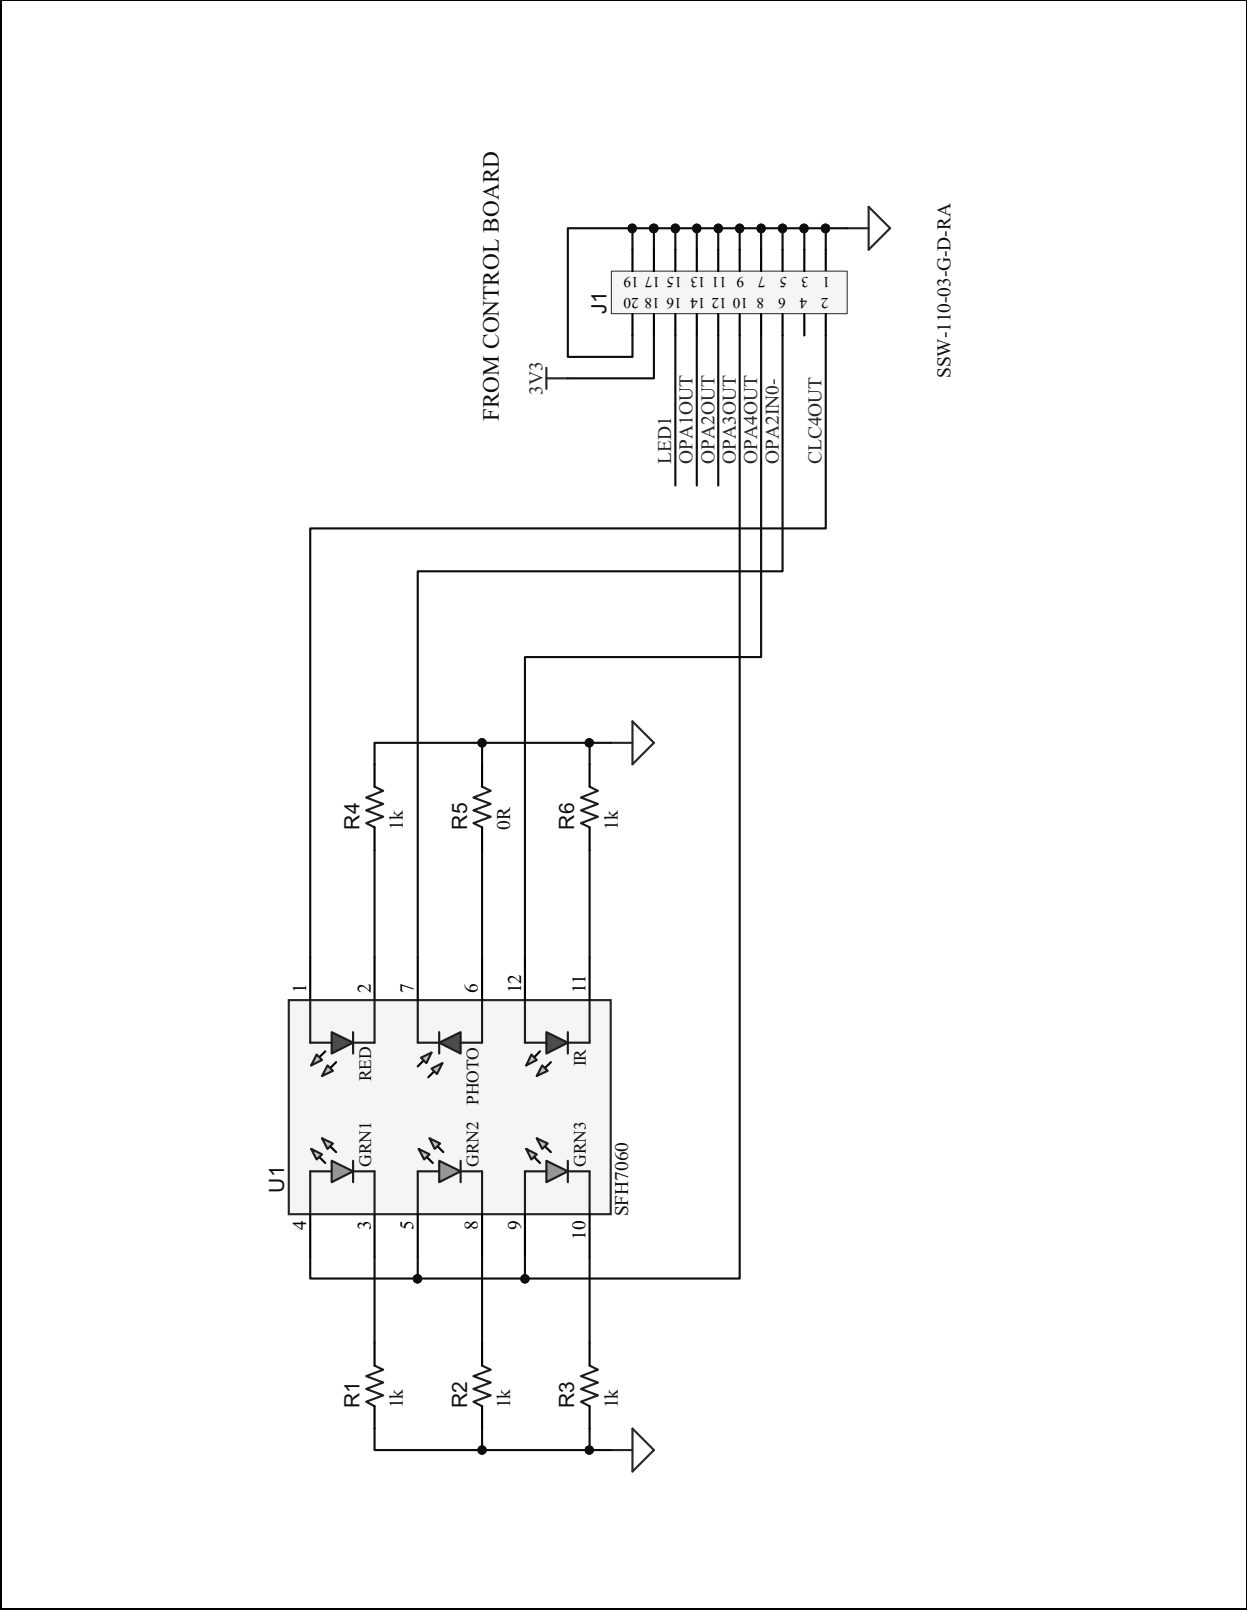 FROM CONTROL BOARD
3V3
J1
19 17 15 13 11 9 7 5 3 1
20 18 16 14 12 10 8 6 4 2
SSW-110-03-G-D-RA
LED1
OPA1OUT
OPA2OUT
OPA3OUT
OPA4OUT
OPA2IN0-
CLC4OUT
R4
1k
R5
0R
R6
1k
1
2
7
6
12
11
RED
PHOTO
IR
GRN1
GRN2
GRN3
U1
SFH7060
4
3
5
8
9
10
R1
1k
R2
1k
R3
1k